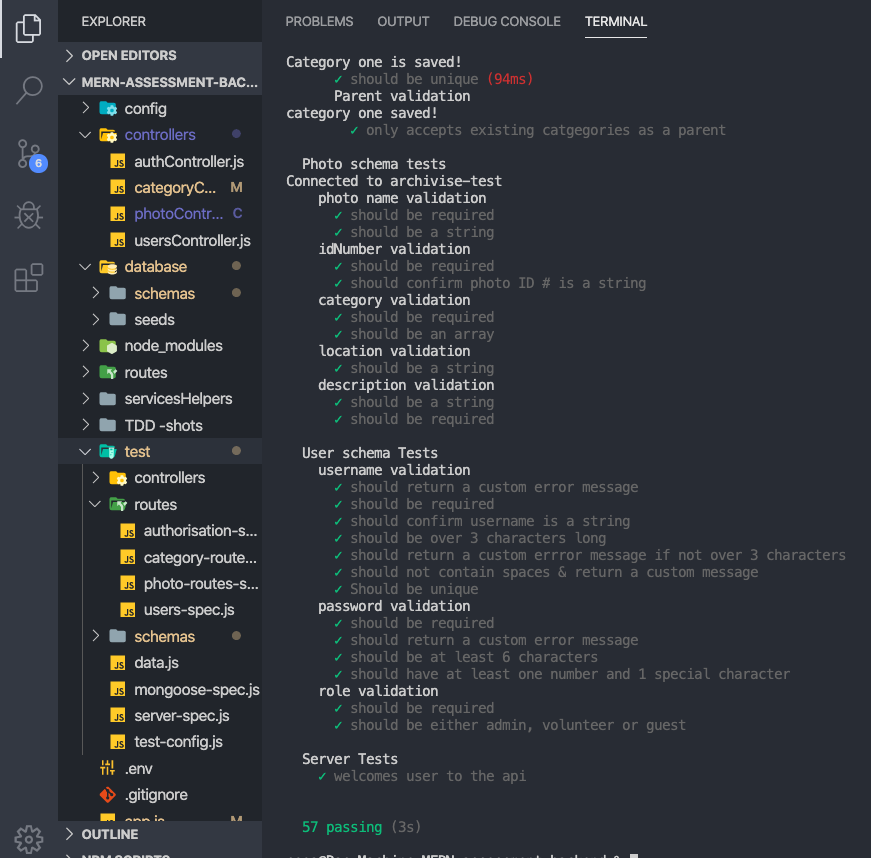 EXPLORER
OPEN EDITORS
MERN-ASSESSMENT-BAC...
config
controllers
authController.js
categoryC... M
photoContr... C
usersController.js
database
schemas
seeds
node_modules
routes
servicesHelpers
TDD -shots
test
controllers
routes
authorisation-s...
category-route...
photo-routes-s...
users-spec.js
schemas
data.js
mongoose-spec.js
server-spec.js
test-config.js
.env
.gitignore
app.js M
OUTLINE
NPM SCRIPTS
6
PROBLEMS OUTPUT DEBUG CONSOLE TERMINAL
Category one is saved!
✓ should be unique (94ms)
Parent validation
category one saved!
✓ only accepts existing catgegories as a parent
Photo schema tests
Connected to archivise-test
photo name validation
✓ should be required
✓ should be a string
idNumber validation
✓ should be required
✓ should confirm photo ID # is a string
category validation
✓ should be required
✓ should be an array
location validation
✓ should be a string
description validation
✓ should be a string
✓ should be required
User schema Tests
username validation
✓ should return a custom error message
✓ should be required
✓ should confirm username is a string
✓ should be over 3 characters long
✓ should return a custom errror message if not over 3 characters
✓ should not contain spaces & return a custom message
✓ Should be unique
password validation
✓ should be required
✓ should return a custom error message
✓ should be at least 6 characters
✓ should have at least one number and 1 special character
role validation
✓ should be required
✓ should be either admin, volunteer or guest
Server Tests
✓ welcomes user to the api
57 passing (3s)